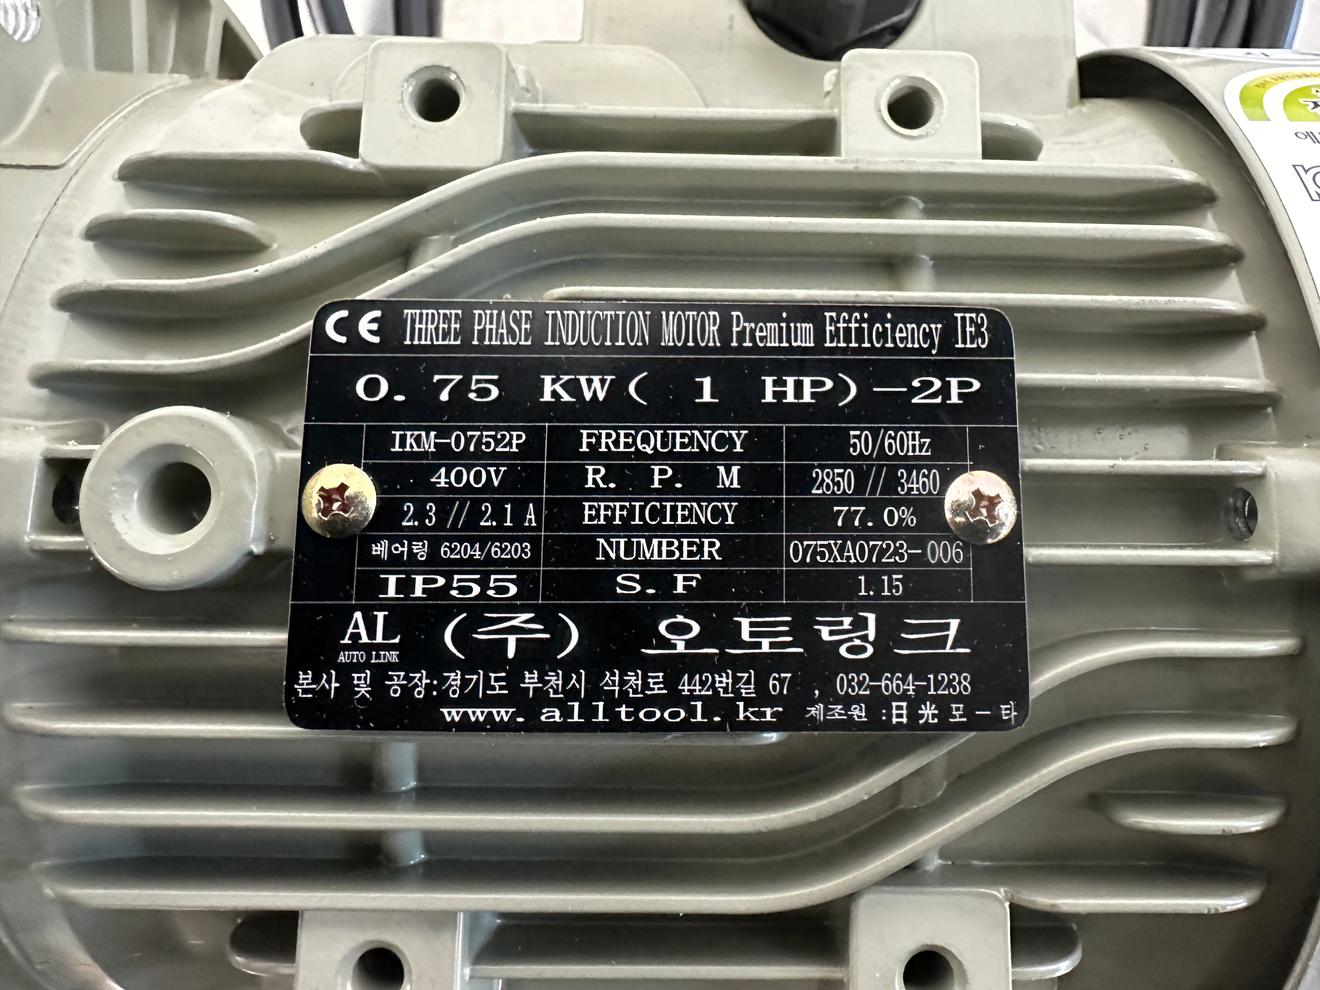 CE THREE PHASE INDUCTION MOTOR Premium Efficiency IE3
0.75 KW( 1 HP)-2P
IKM-0752P FREQUENCY 50/60Hz
400V R. P. M 2850 // 3460
2.3 // 2.1 A EFFICIENCY 77.0%
베어링 6204/6203 NUMBER 075XA0723-006
IP55 S.F 1.15
AL (주) 오토링크
AUTO LINK
본사 및 공장:경기도 부천시 석천로 442번길 67 , 032-664-1238
www.alltool.kr 제조원 :日光모-타